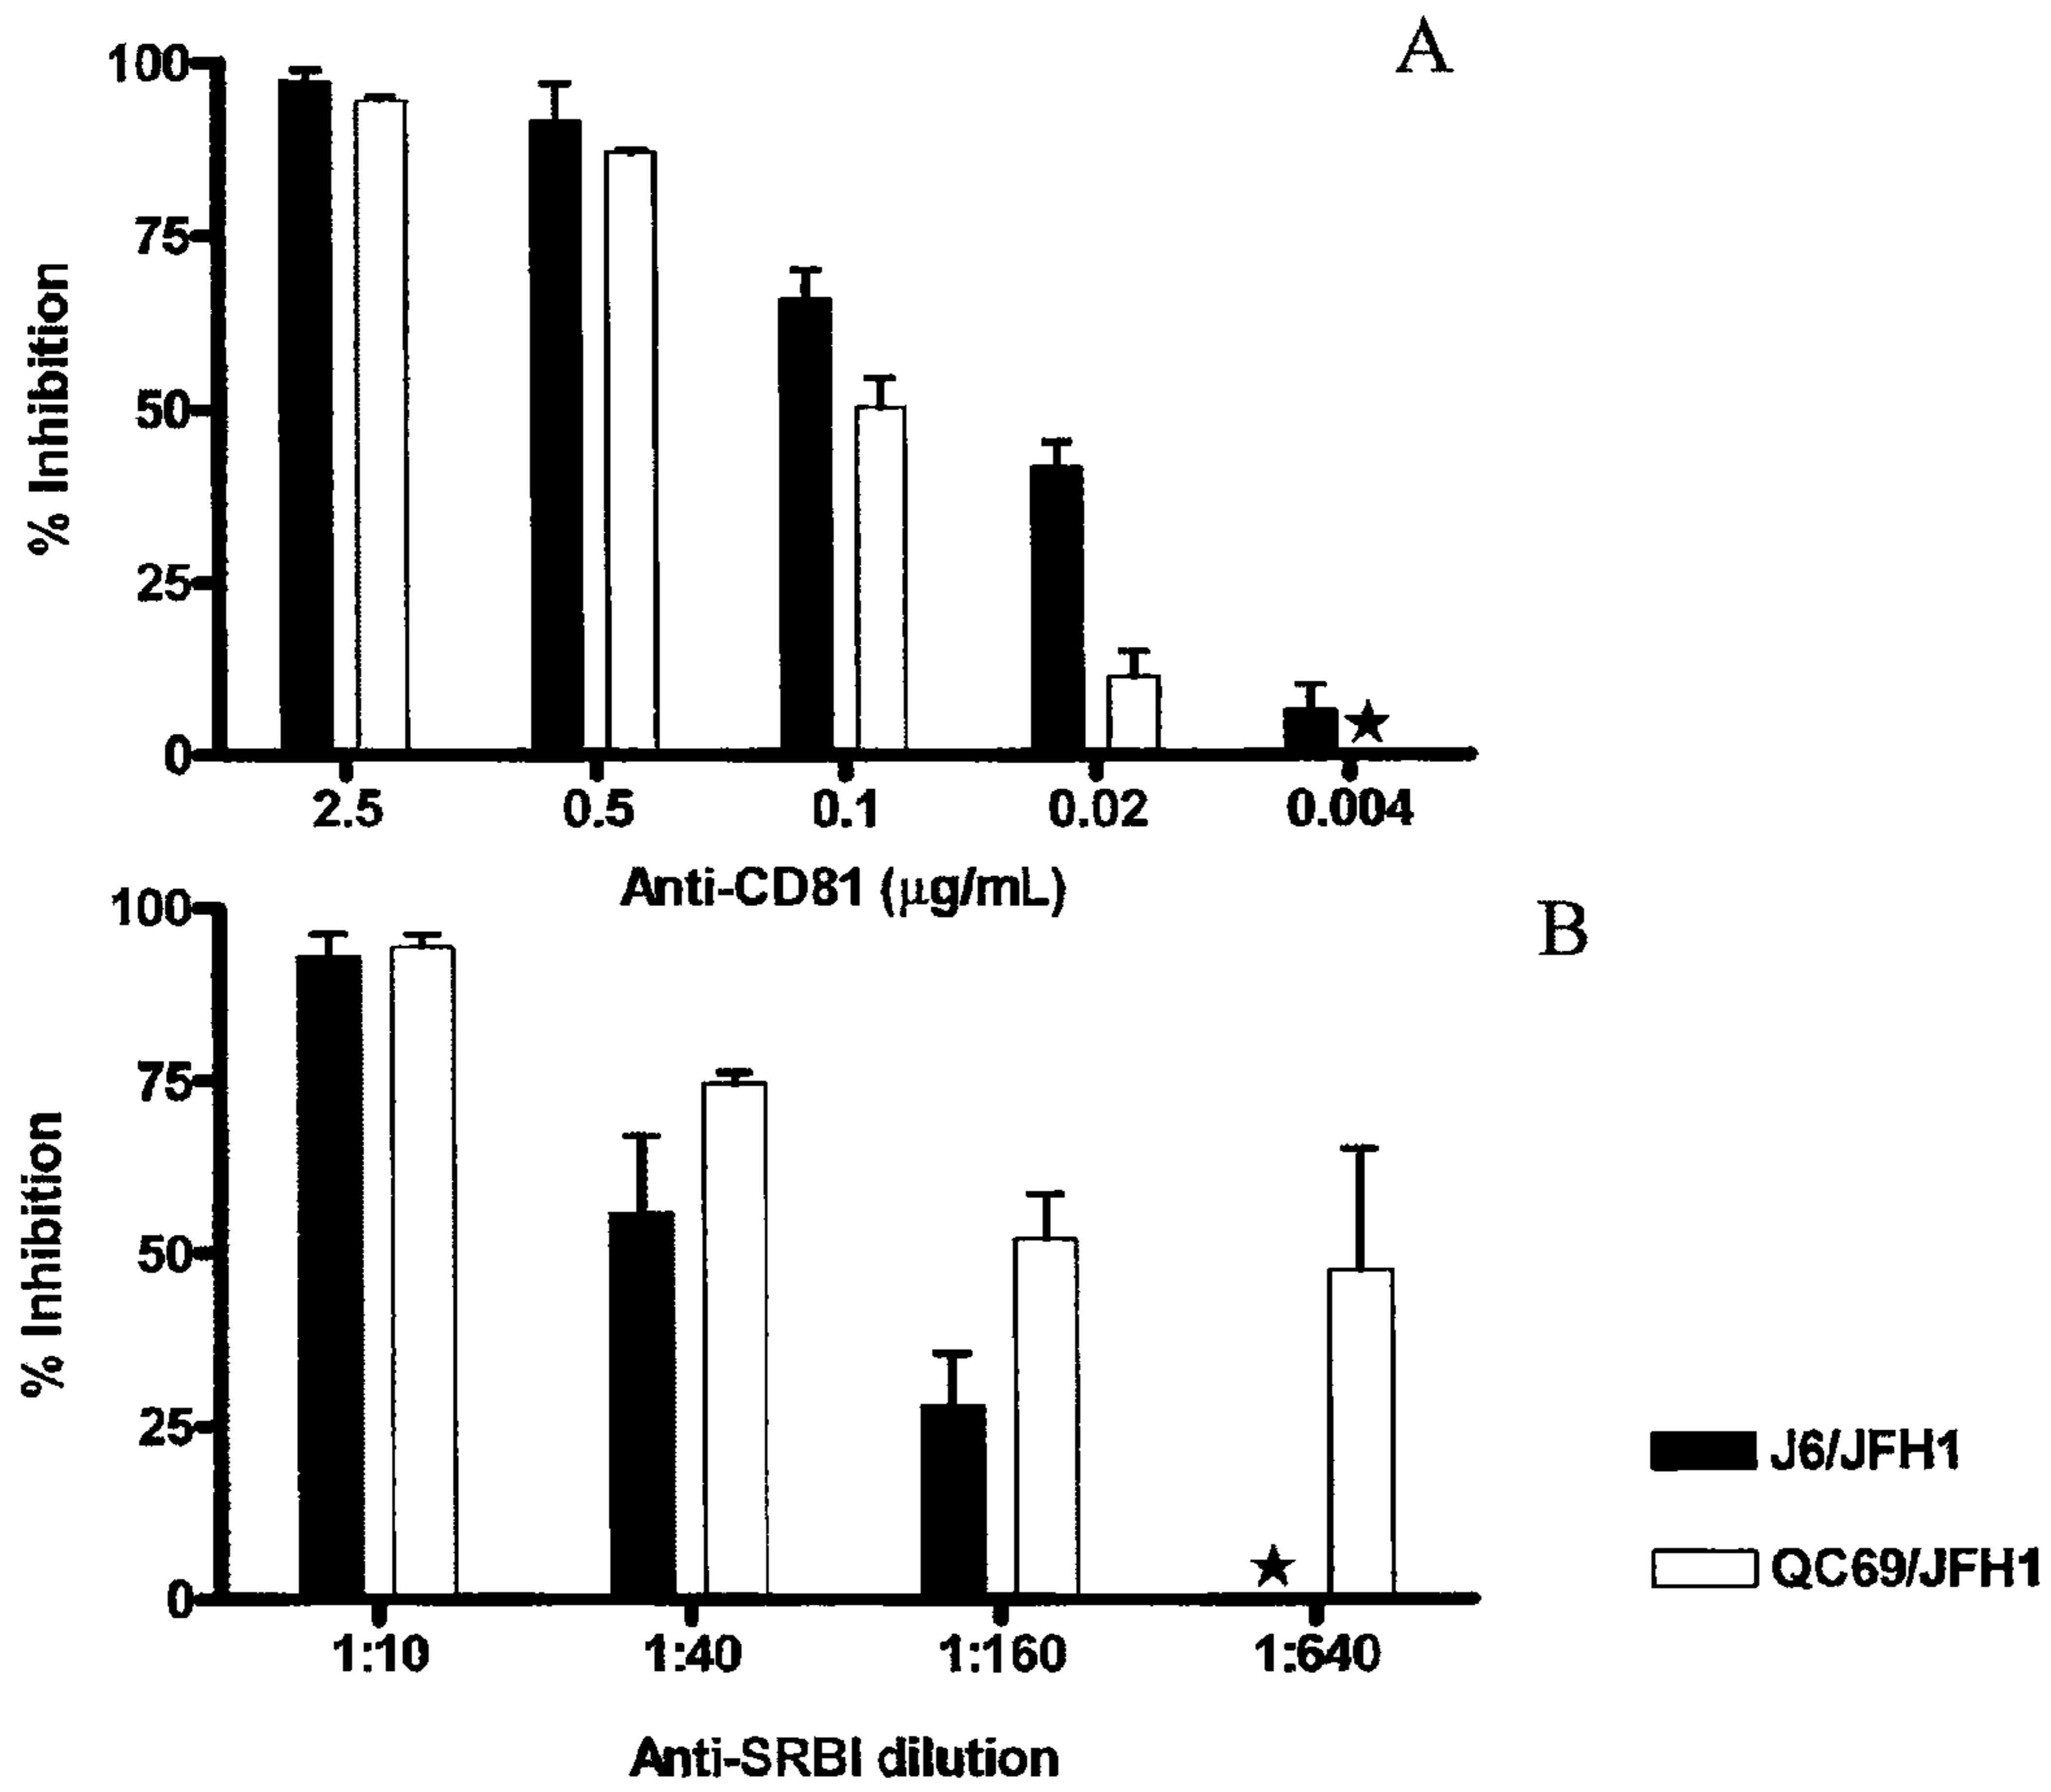 A
100
75
50
25
0
% Inhibition
2.5 0.5 0.1 0.02 0.004
Anti-CD81 (μg/mL)
B
100
75
50
25
0
% Inhibition
1:10 1:40 1:160 1:640
Anti-SRBI dilution
J6/JFH1
QC69/JFH1